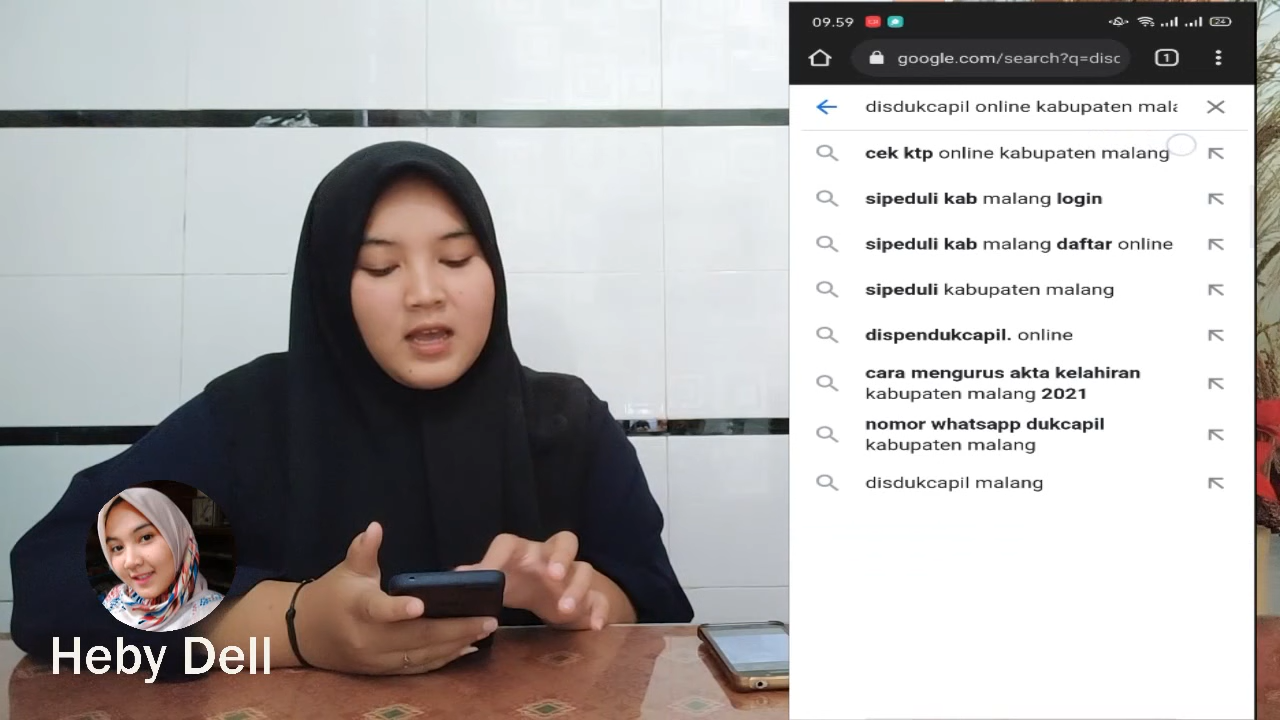 09.59
24
google.com/search?q=disc
1
disdukcapil online kabupaten mala
cek ktp online kabupaten malang
sipeduli kab malang login
sipeduli kab malang daftar online
sipeduli kabupaten malang
dispendukcapil. online
cara mengurus akta kelahiran
kabupaten malang 2021
nomor whatsapp dukcapil
kabupaten malang
disdukcapil malang
Heby Dell